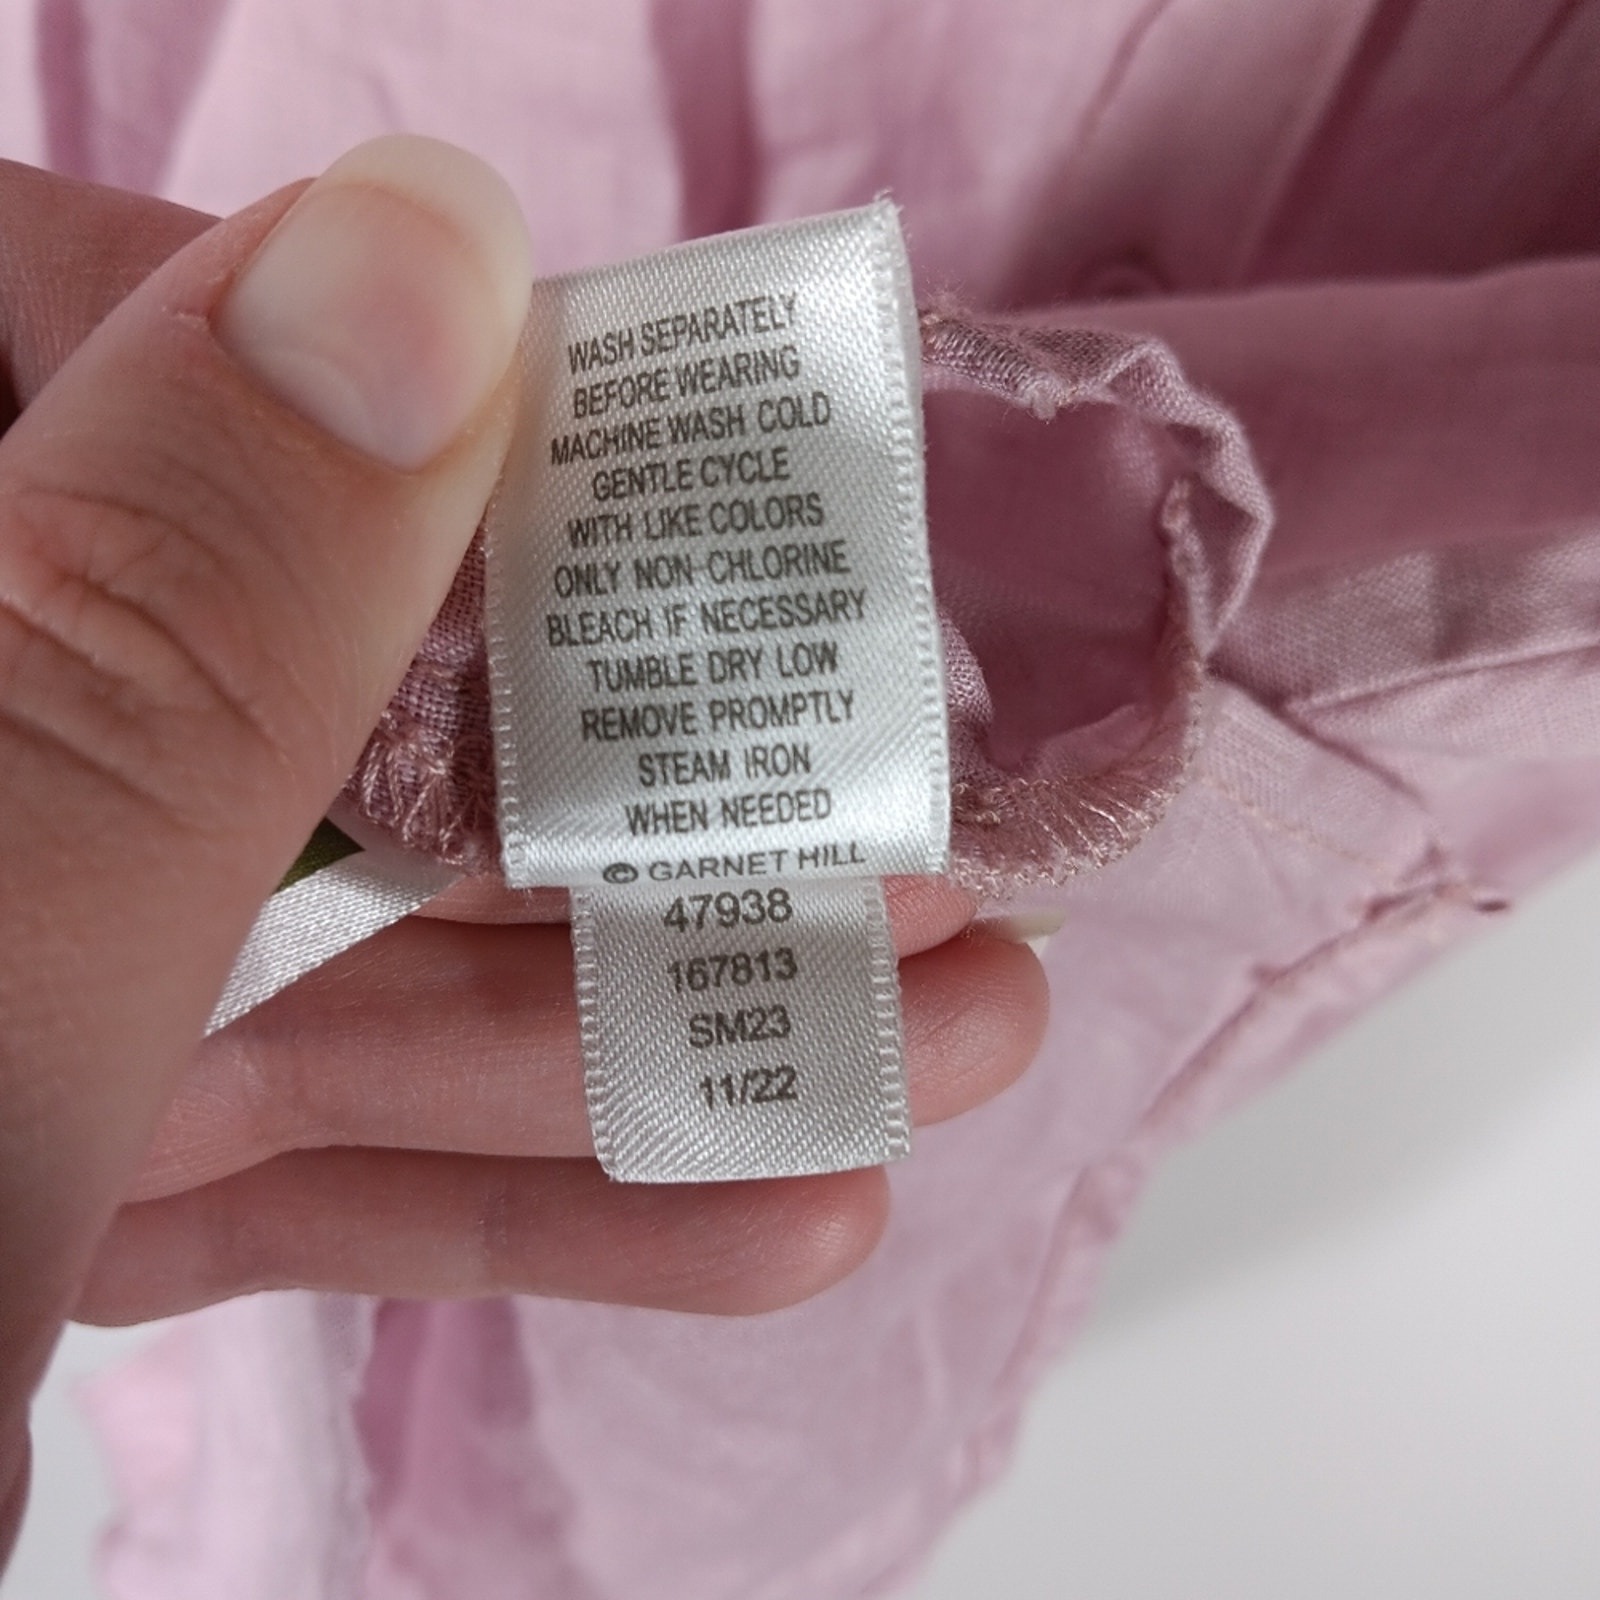 WASH SEPARATELY
BEFORE WEARING
MACHINE WASH COLD
GENTLE CYCLE
WITH LIKE COLORS
ONLY NON-CHLORINE
BLEACH IF NECESSARY
TUMBLE DRY LOW
REMOVE PROMPTLY
STEAM IRON
WHEN NEEDED
© GARNET HILL
47938
167813
SM23
11/22